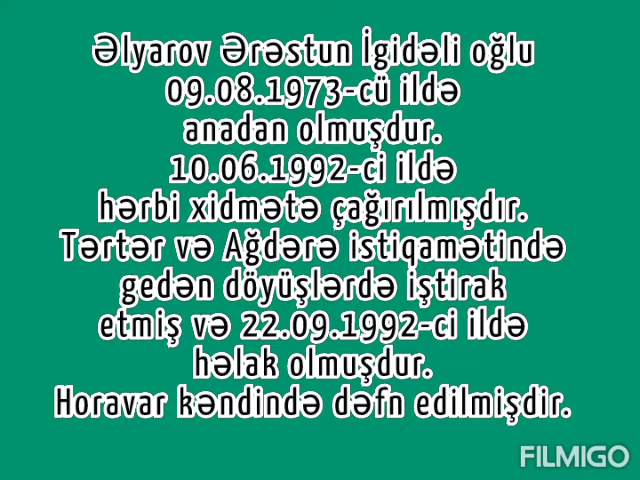 Əlyarov Ərəstun İgidəli oğlu
09.08.1973-cü ildə
anadan olmuşdur.
10.06.1992-ci ildə
hərbi xidmətə çağırılmışdır.
Tərtər və Ağdərə istiqamətində
gedən döyüşlərdə iştirak
etmiş və 22.09.1992-ci ildə
həlak olmuşdur.
Horavar kəndində dəfn edilmişdir.
FILMIGO